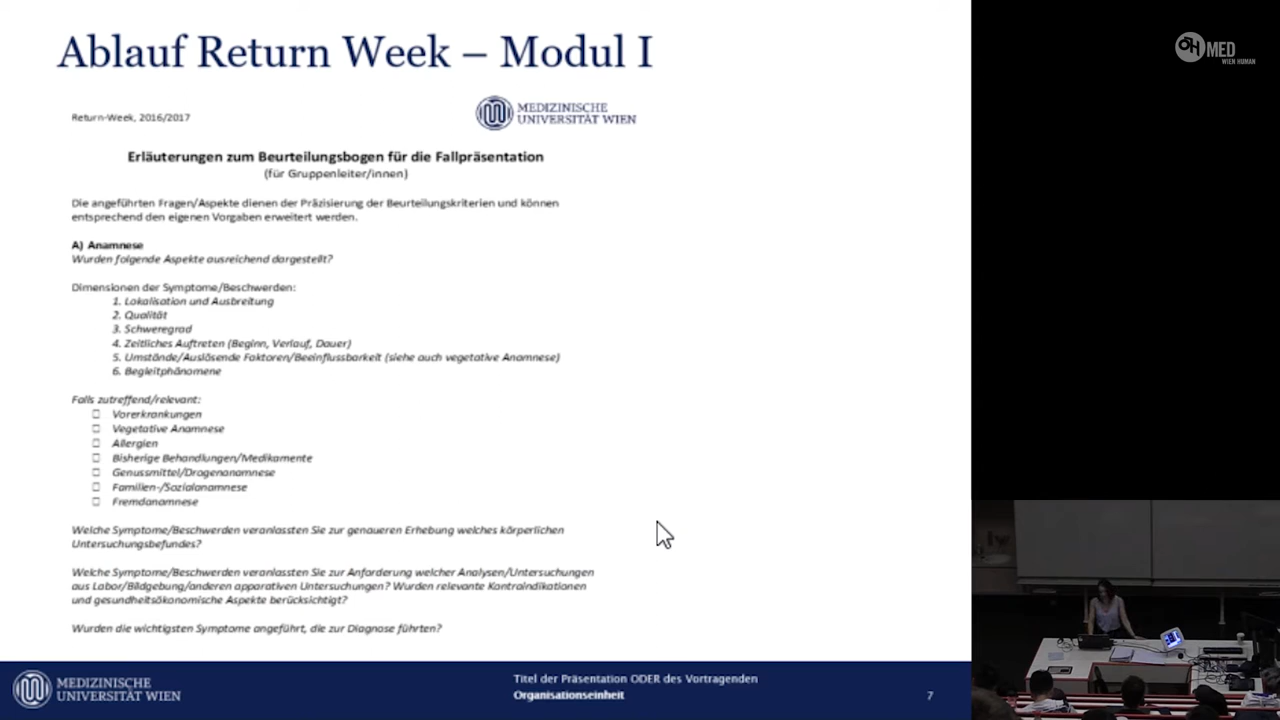 Ablauf Return Week – Modul I
Return-Week, 2016/2017
MEDIZINISCHE
UNIVERSITÄT WIEN
Erläuterungen zum Beurteilungsbogen für die Fallpräsentation
(für Gruppenleiter/innen)
Die angeführten Fragen/Aspekte dienen der Präzisierung der Beurteilungskriterien und können
entsprechend den eigenen Vorgaben erweitert werden.
A) Anamnese
Wurden folgende Aspekte ausreichend dargestellt?
Dimensionen der Symptome/Beschwerden:
1. Lokalisation und Ausbreitung
2. Qualität
3. Schweregrad
4. Zeitliches Auftreten (Beginn, Verlauf, Dauer)
5. Umstände/Auslösende Faktoren/Beeinflussbarkeit (siehe auch vegetative Anamnese)
6. Begleitphänomene
Falls zutreffend/relevant:
☐ Vorerkrankungen
☐ Vegetative Anamnese
☐ Allergien
☐ Bisherige Behandlungen/Medikamente
☐ Genussmittel/Drogenanamnese
☐ Familien-/Sozialanamnese
☐ Fremdanamnese
Welche Symptome/Beschwerden veranlassten Sie zur genaueren Erhebung welches körperlichen
Untersuchungsbefundes?
Welche Symptome/Beschwerden veranlassten Sie zur Anforderung welcher Analysen/Untersuchungen
aus Labor/Bildgebung/anderen apparativen Untersuchungen? Wurden relevante Kontraindikationen
und gesundheitsökonomische Aspekte berücksichtigt?
Wurden die wichtigsten Symptome angeführt, die zur Diagnose führten?
MEDIZINISCHE
UNIVERSITÄT WIEN
Titel der Präsentation ODER des Vortragenden
Organisationseinheit
7
ÖH MED
WIEN HUMAN